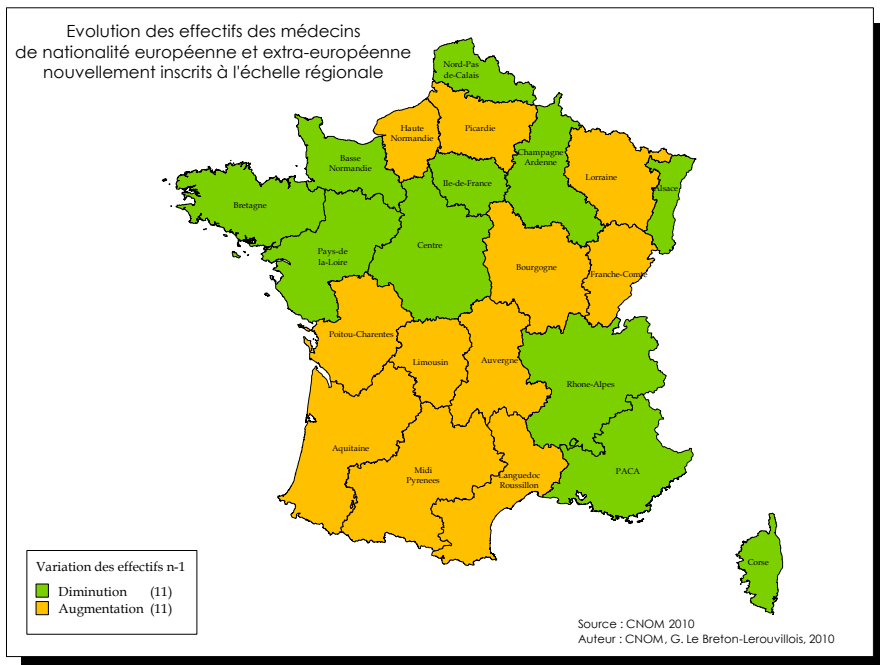 Evolution des effectifs des médecins
de nationalité européenne et extra-européenne
nouvellement inscrits à l'échelle régionale
Nord-Pas
de-Calais
Haute
Normandie
Picardie
Basse
Normandie
Champagne
Ardenne
Ile-de-France
Lorraine
Alsace
Bretagne
Pays-de
la-Loire
Centre
Bourgogne
Franche-Comte
Poitou-Charentes
Limousin
Auvergne
Rhone-Alpes
Aquitaine
Midi
Pyrenees
Languedoc
Roussillon
PACA
Corse
Variation des effectifs n-1
Diminution (11)
Augmentation (11)
Source : CNOM 2010
Auteur : CNOM, G. Le Breton-Lerouvillois, 2010